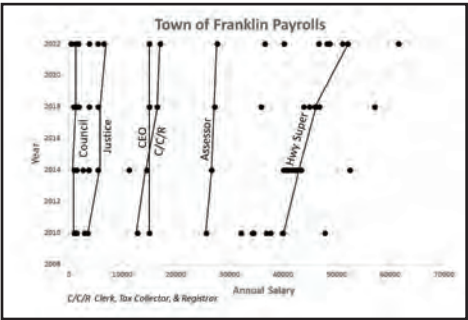 Town of Franklin Payrolls
2022
2020
2018
2016
2014
2012
2010
2008
Year
Council
Justice
CEO
C/C/R
Assessor
Hwy Super
0 10000 20000 30000 40000 50000 60000 70000
Annual Salary
C/C/R Clerk, Tax Collector, & Registrar